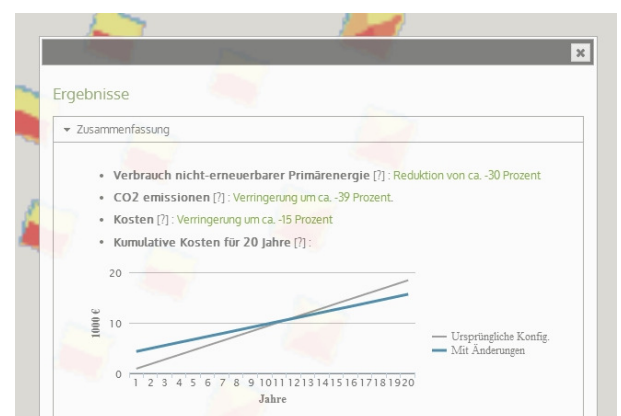 Ergebnisse
Zusammenfassung
• Verbrauch nicht-erneuerbarer Primärenergie [?] : Reduktion von ca. -30 Prozent
• CO2 emissionen [?] : Verringerung um ca. -39 Prozent.
• Kosten [?] : Verringerung um ca. -15 Prozent
• Kumulative Kosten für 20 Jahre [?] :
20
10
0
1000 €
1 2 3 4 5 6 7 8 9 10 11 12 13 14 15 16 17 18 19 20
Jahre
Ursprüngliche Konfig.
Mit Änderungen